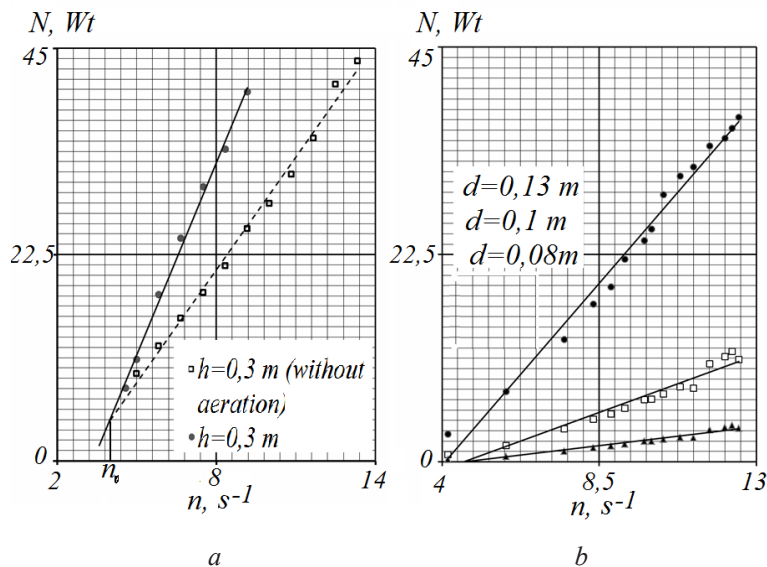 N, Wt
45
22,5
0
2
n₀
8
14
n, s⁻¹
h=0,3 m (without
aeration)
h=0,3 m
a
N, Wt
45
22,5
0
4
8,5
13
n, s⁻¹
d=0,13 m
d=0,1 m
d=0,08m
b